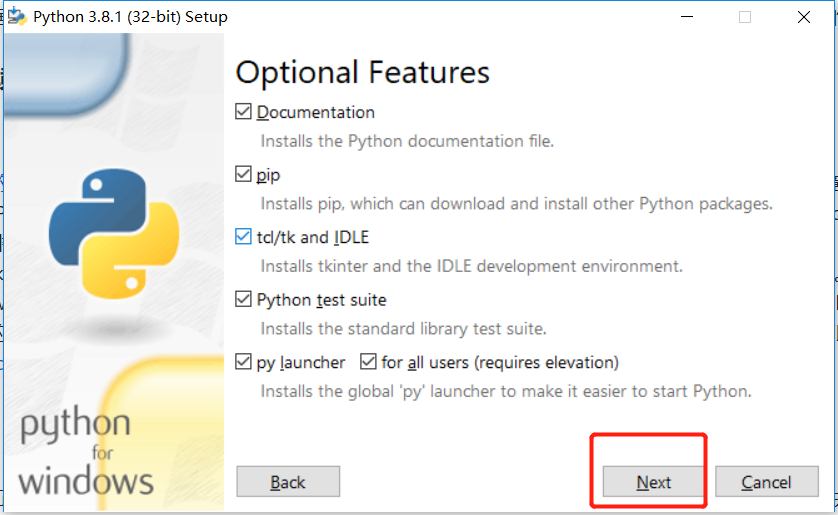 Python 3.8.1 (32-bit) Setup
Optional Features
Documentation
Installs the Python documentation file.
pip
Installs pip, which can download and install other Python packages.
tcl/tk and IDLE
Installs tkinter and the IDLE development environment.
Python test suite
Installs the standard library test suite.
py launcher for all users (requires elevation)
Installs the global 'py' launcher to make it easier to start Python.
python
for
windows
Back Next Cancel